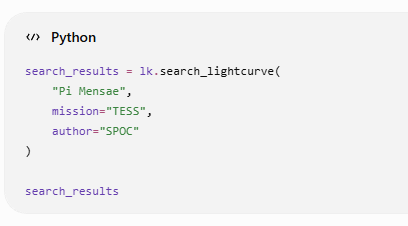 </> Python
search_results = lk.search_lightcurve(
    "Pi Mensae",
    mission="TESS",
    author="SPOC"
)
search_results